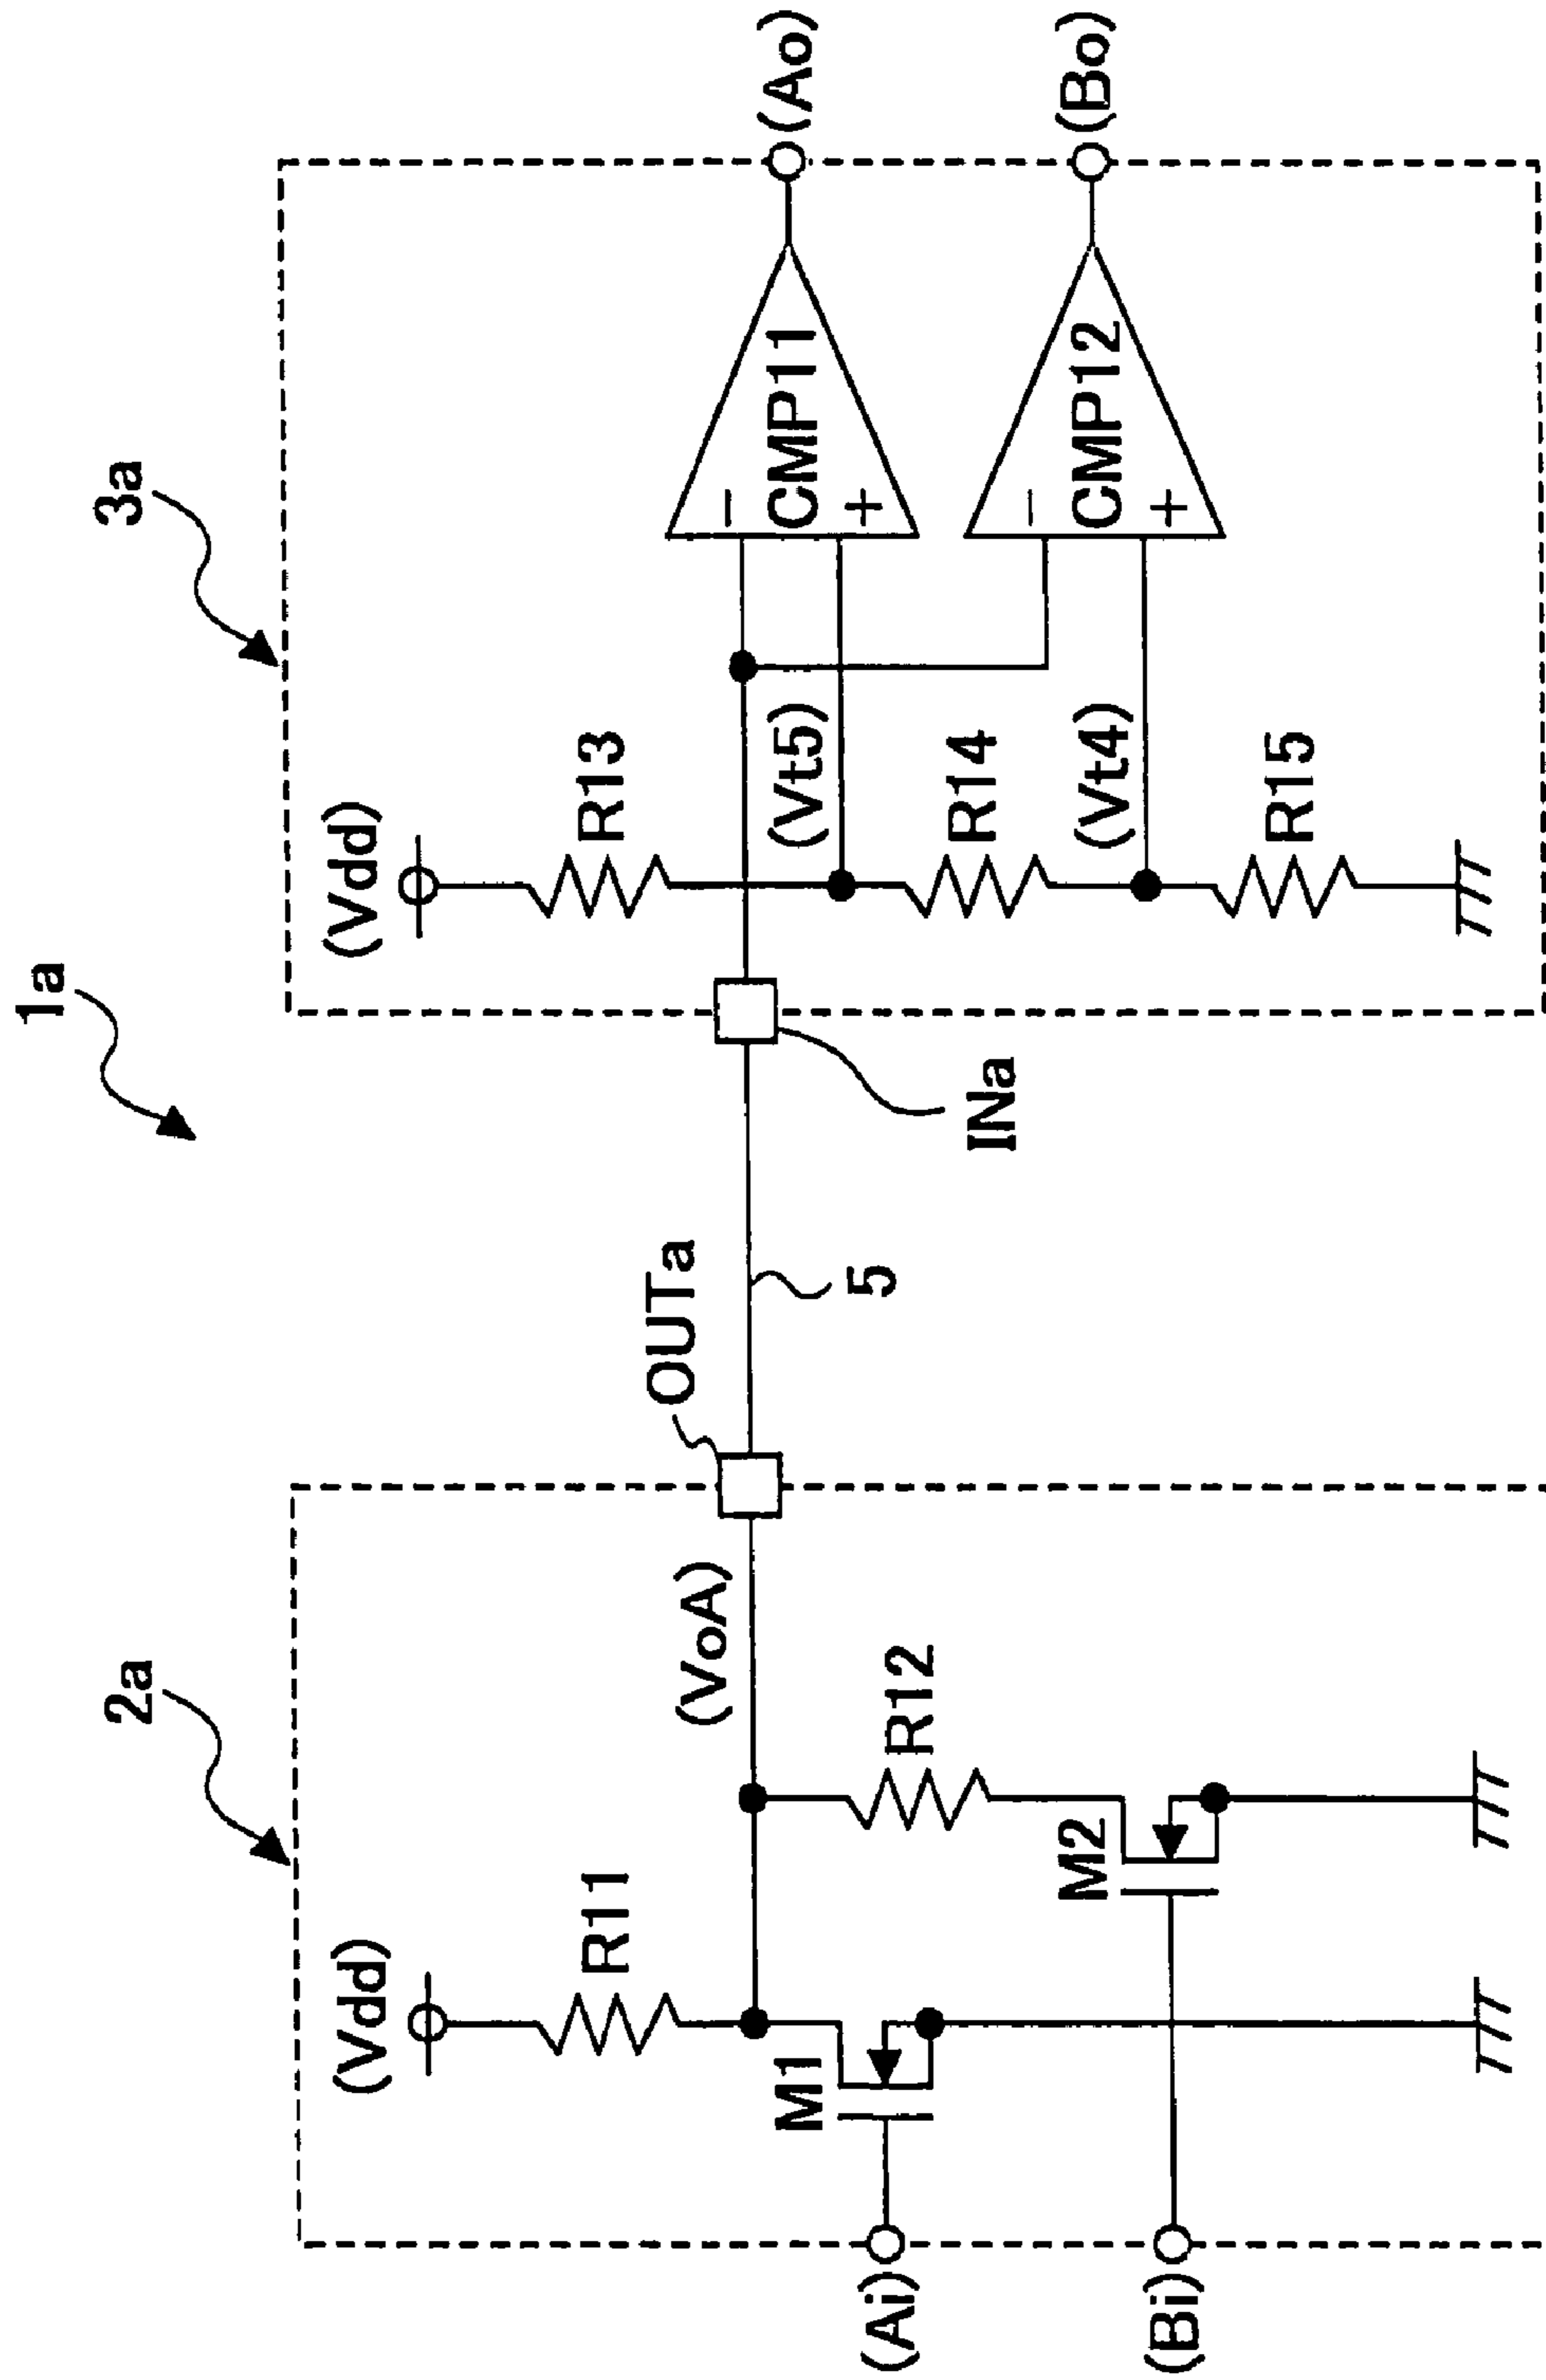 1a
2a
3a
(Vdd)
R11
(VoA)
OUTa
M1
R12
M2
(Ai)
(Bi)
5
INa
(Vdd)
R13
(Vt5)
R14
(Vt4)
R15
−
CMP11
+
−
CMP12
+
(Ao)
(Bo)